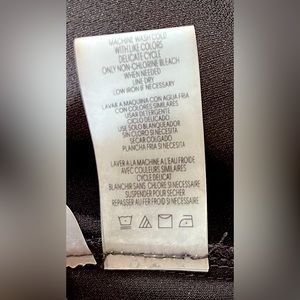 MACHINE WASH COLD
WITH LIKE COLORS
DELICATE CYCLE
ONLY NON-CHLORINE BLEACH
WHEN NEEDED
LINE DRY
LOW IRON IF NECESSARY
LAVAR A MAQUINA CON AGUA FRIA
CON COLORES SIMILARES
USAR DETERGENTE
CICLO DELICADO
USE SOLO BLANQUEADOR
SIN CLORO SI NECESITA
SECAR COLGADO
PLANCHA FRIA SI NECESITA
LAVER A LA MACHINE A L'EAU FROIDE
AVEC COULEURS SIMILAIRES
CYCLE DELICAT
BLANCHIR SANS CHLORE SI NECESSAIRE
SUSPENDER POUR SECHER
REPASSER AU FER FROID SI NECESSAIRE